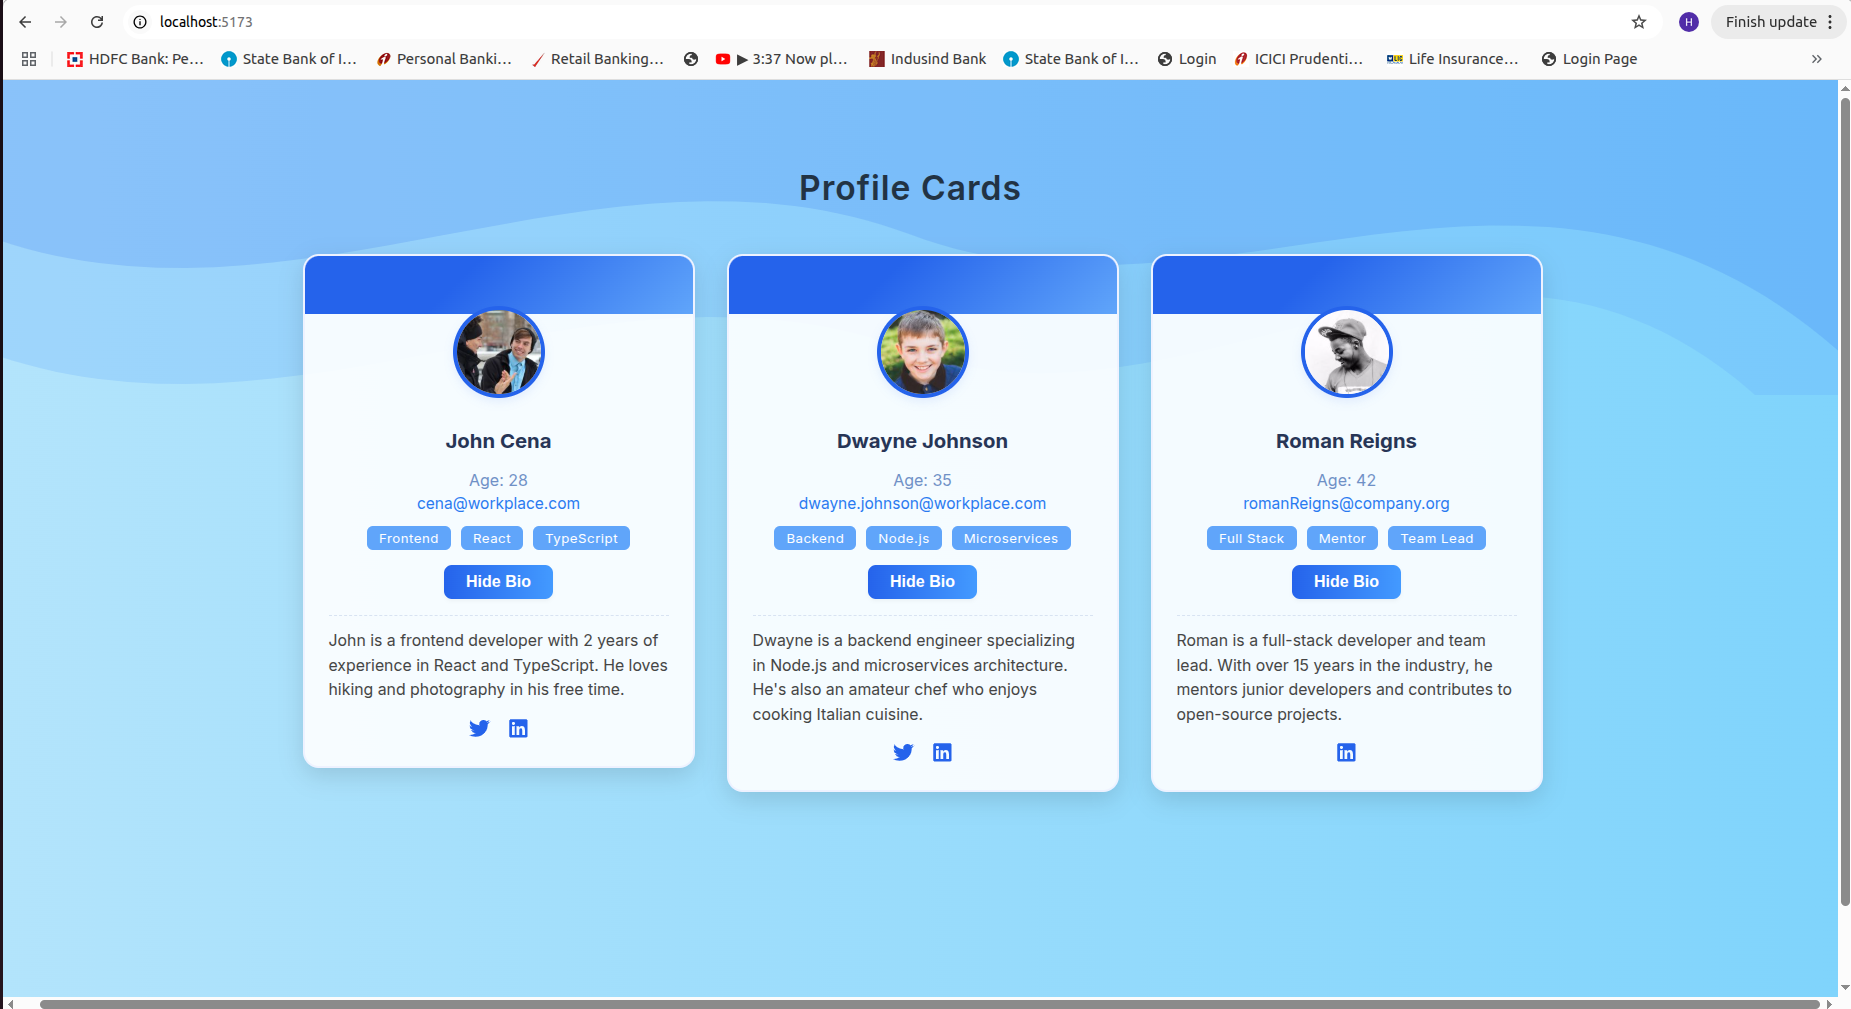 localhost:5173
H
Finish update
HDFC Bank: Pe...
State Bank of I...
Personal Banki...
Retail Banking...
▶ 3:37 Now pl...
Indusind Bank
State Bank of I...
Login
ICICI Prudenti...
Life Insurance...
Login Page
Profile Cards
John Cena
Age: 28
cena@workplace.com
Frontend React TypeScript
Hide Bio
John is a frontend developer with 2 years of
experience in React and TypeScript. He loves
hiking and photography in his free time.
Dwayne Johnson
Age: 35
dwayne.johnson@workplace.com
Backend Node.js Microservices
Hide Bio
Dwayne is a backend engineer specializing
in Node.js and microservices architecture.
He's also an amateur chef who enjoys
cooking Italian cuisine.
Roman Reigns
Age: 42
romanReigns@company.org
Full Stack Mentor Team Lead
Hide Bio
Roman is a full-stack developer and team
lead. With over 15 years in the industry, he
mentors junior developers and contributes to
open-source projects.